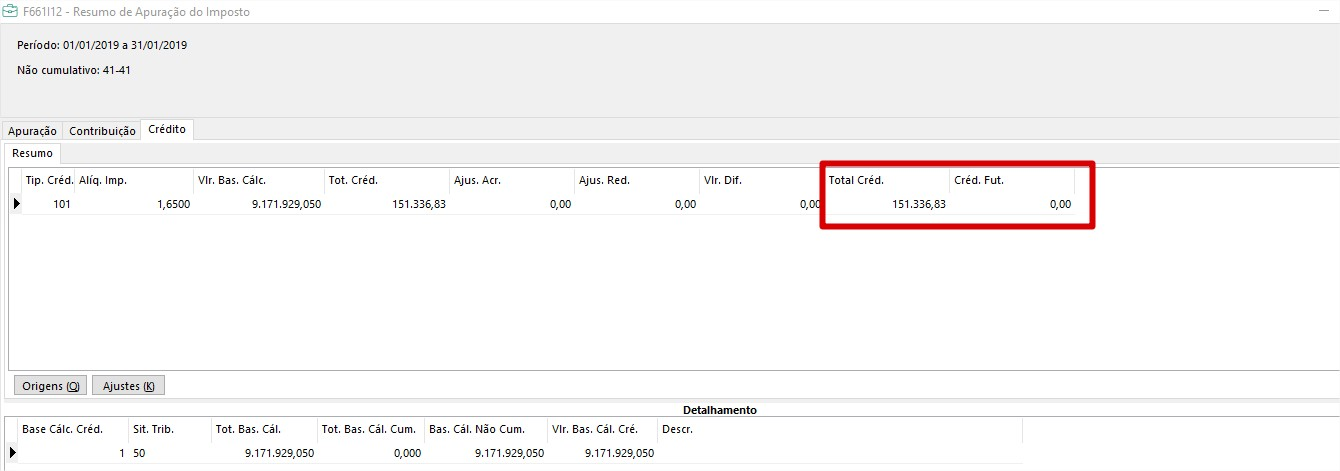 F661I12 - Resumo de Apuração do Imposto
Período: 01/01/2019 a 31/01/2019
Não cumulativo: 41-41
Apuração Contribuição Crédito
Resumo
Tip. Créd. Alíq. Imp. Vlr. Bas. Cálc. Tot. Créd. Ajus. Acr. Ajus. Red. Vlr. Dif. Total Créd. Créd. Fut.
101 1,6500 9.171.929,050 151.336,83 0,00 0,00 0,00 151.336,83 0,00
Origens (O) Ajustes (K)
Detalhamento
Base Cálc. Créd. Sit. Trib. Tot. Bas. Cál. Tot. Bas. Cál. Cum. Bas. Cál. Não Cum. Vlr. Bas. Cál. Cré. Descr.
1 50 9.171.929,050 0,000 9.171.929,050 9.171.929,050